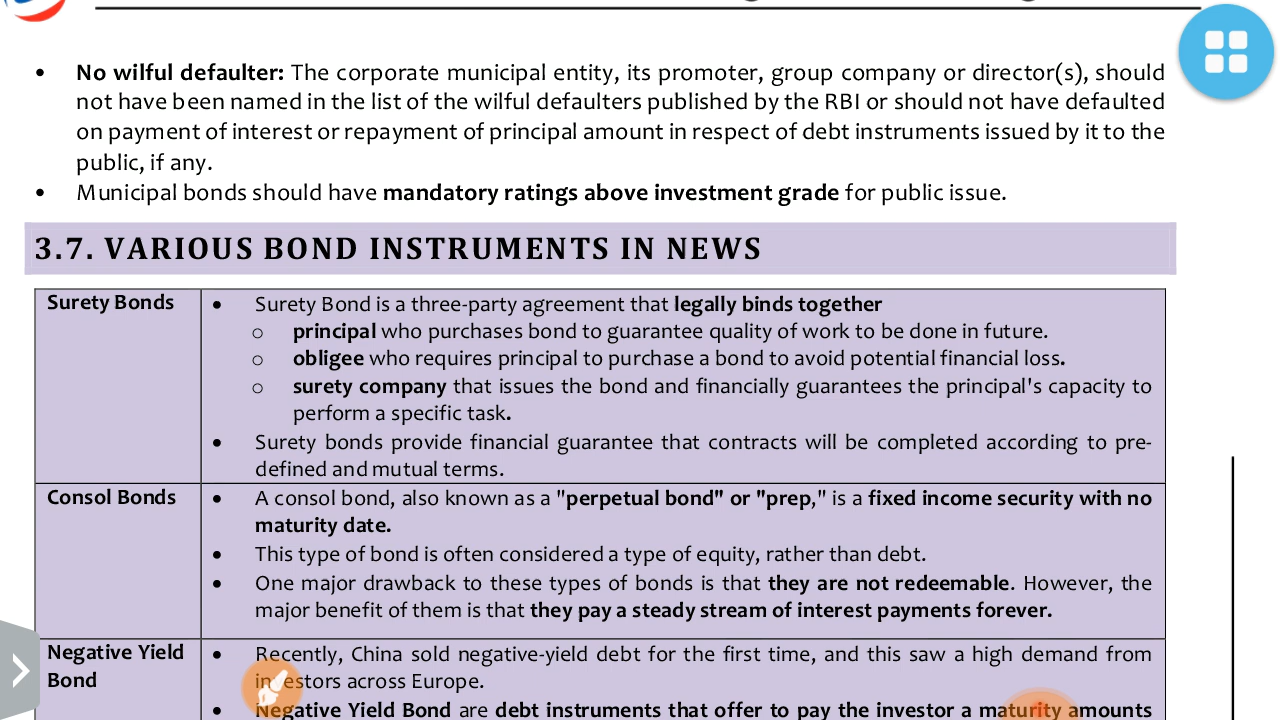 • No wilful defaulter: The corporate municipal entity, its promoter, group company or director(s), should
not have been named in the list of the wilful defaulters published by the RBI or should not have defaulted
on payment of interest or repayment of principal amount in respect of debt instruments issued by it to the
public, if any.
• Municipal bonds should have mandatory ratings above investment grade for public issue.
3.7. VARIOUS BOND INSTRUMENTS IN NEWS
Surety Bonds
• Surety Bond is a three-party agreement that legally binds together
o principal who purchases bond to guarantee quality of work to be done in future.
o obligee who requires principal to purchase a bond to avoid potential financial loss.
o surety company that issues the bond and financially guarantees the principal's capacity to
perform a specific task.
• Surety bonds provide financial guarantee that contracts will be completed according to pre-
defined and mutual terms.
Consol Bonds
• A consol bond, also known as a "perpetual bond" or "prep," is a fixed income security with no
maturity date.
• This type of bond is often considered a type of equity, rather than debt.
• One major drawback to these types of bonds is that they are not redeemable. However, the
major benefit of them is that they pay a steady stream of interest payments forever.
Negative Yield
Bond
• Recently, China sold negative-yield debt for the first time, and this saw a high demand from
investors across Europe.
• Negative Yield Bond are debt instruments that offer to pay the investor a maturity amounts